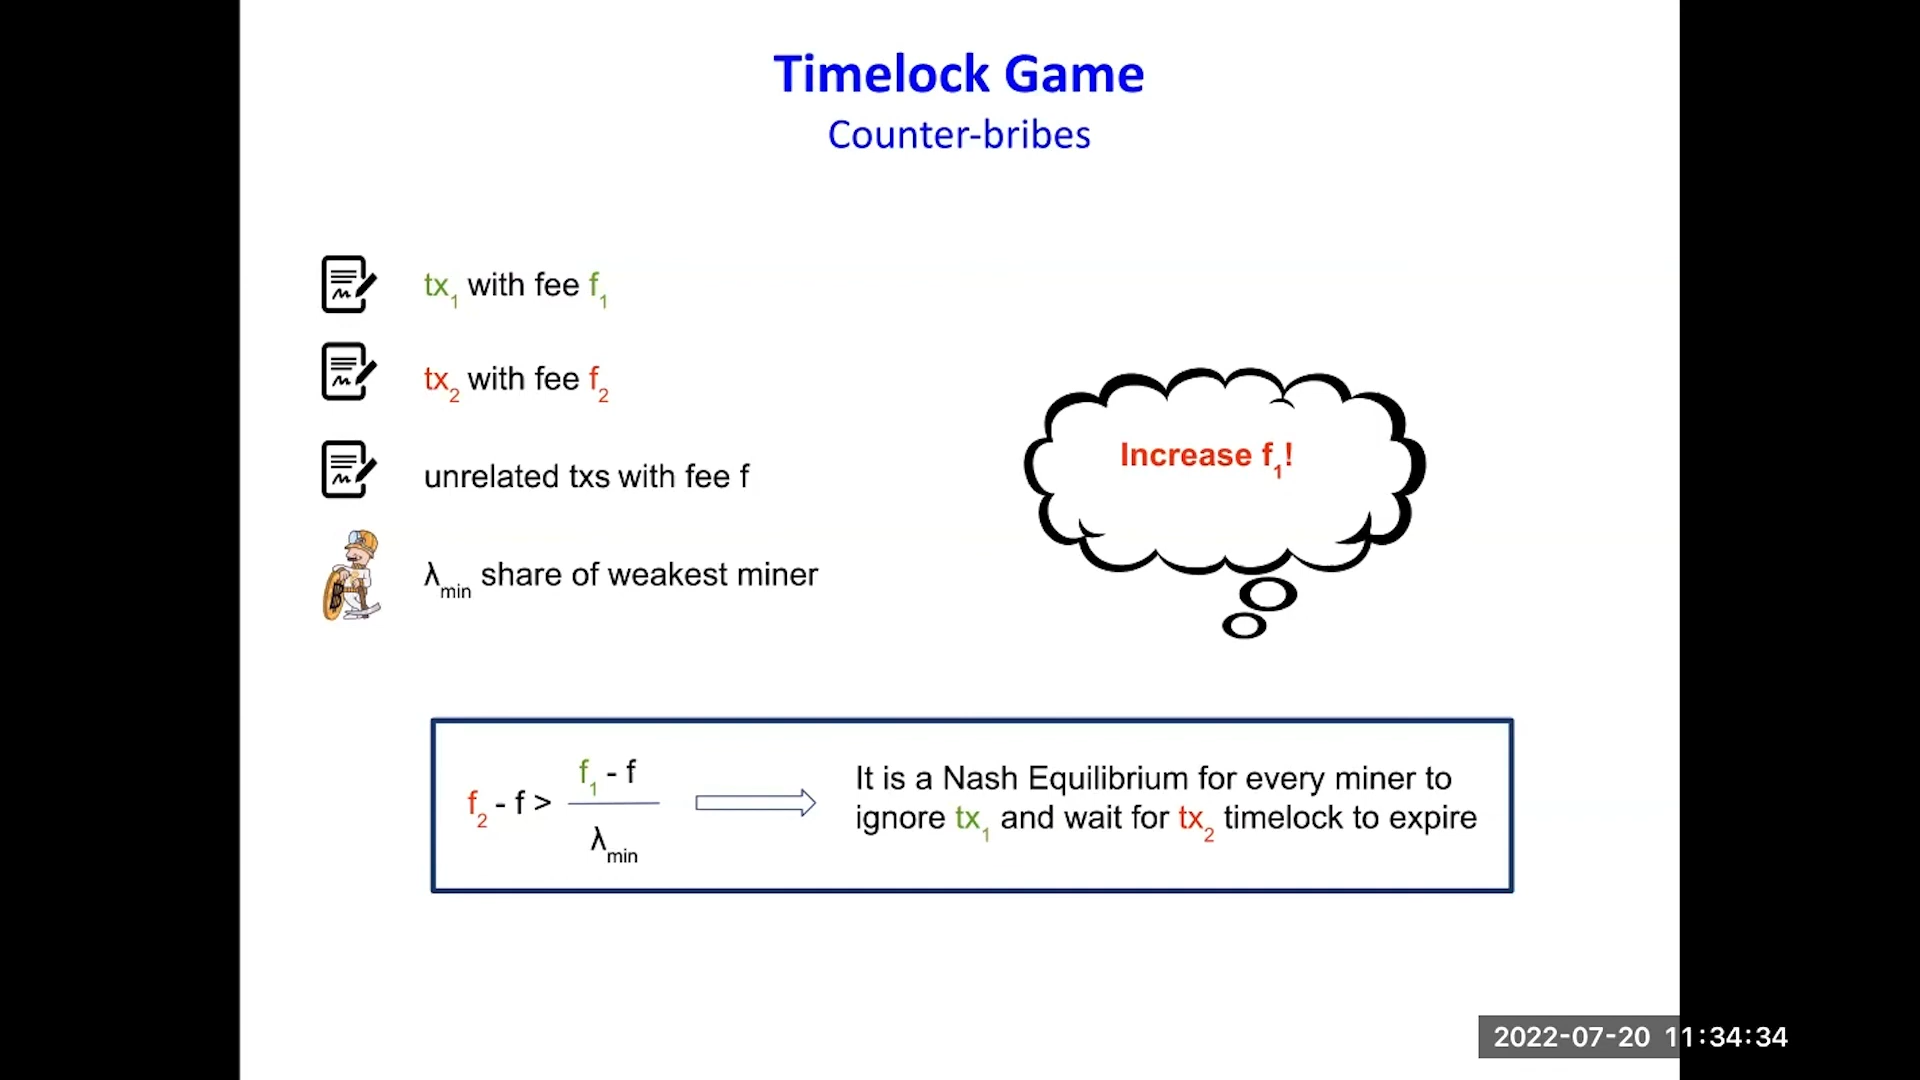 Timelock Game
Counter-bribes
tx₁ with fee f₁
tx₂ with fee f₂
unrelated txs with fee f
λmin share of weakest miner
Increase f₁!
f₂ - f >
f₁ - f
λmin
It is a Nash Equilibrium for every miner to
ignore tx₁ and wait for tx₂ timelock to expire
2022-07-20 11:34:34